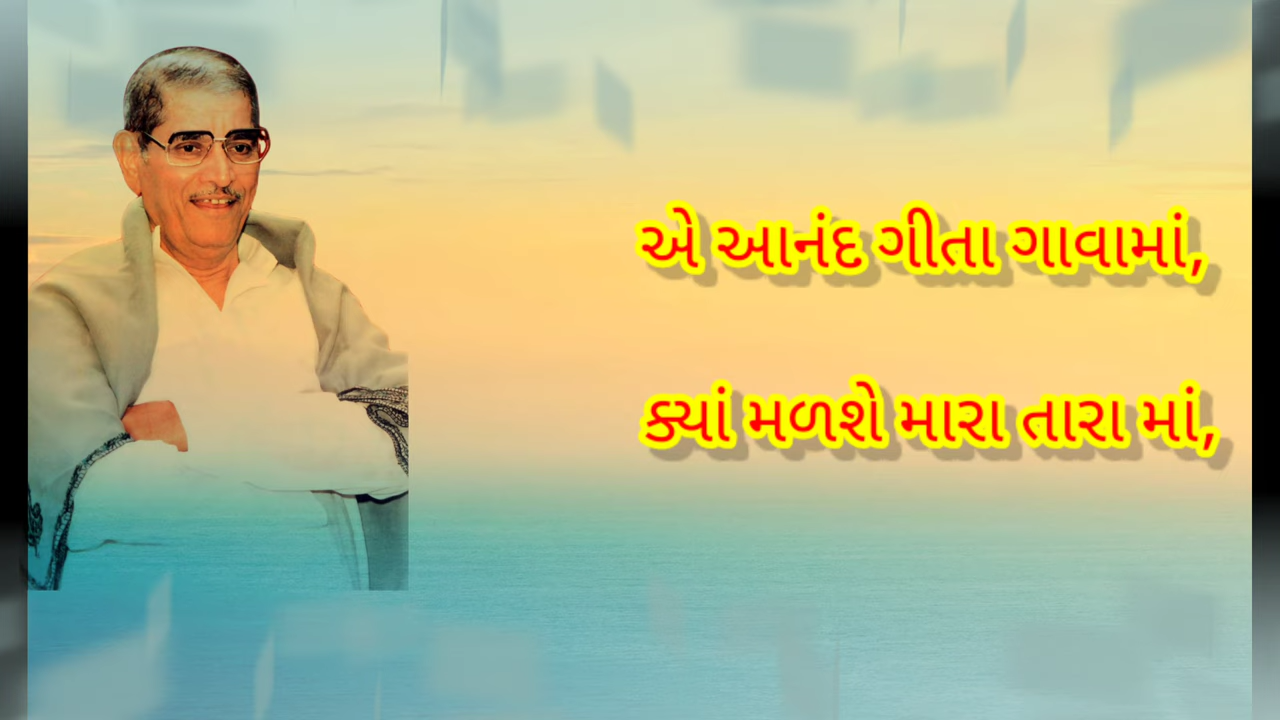 એ આનંદ ગીતા ગાવામાં,
ક્યાં મળશે મારા તારા માં,